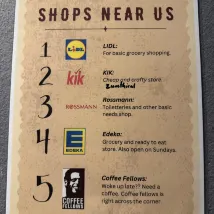 SHOPS NEAR US
1 LIDL LIDL:
For basic grocery shopping.
2 kik KiK:
Cheap and crafty store
3 ROSSMANN Rossmann:
Toiletries and other basic
needs shop.
4 E EDEKA Edeka:
Grocery and ready to eat
store. Also open on Sundays.
5 COFFEE FELLOWS Coffee Fellows:
Woke up late?? Need a
coffee. Coffee fellows is
right across the corner